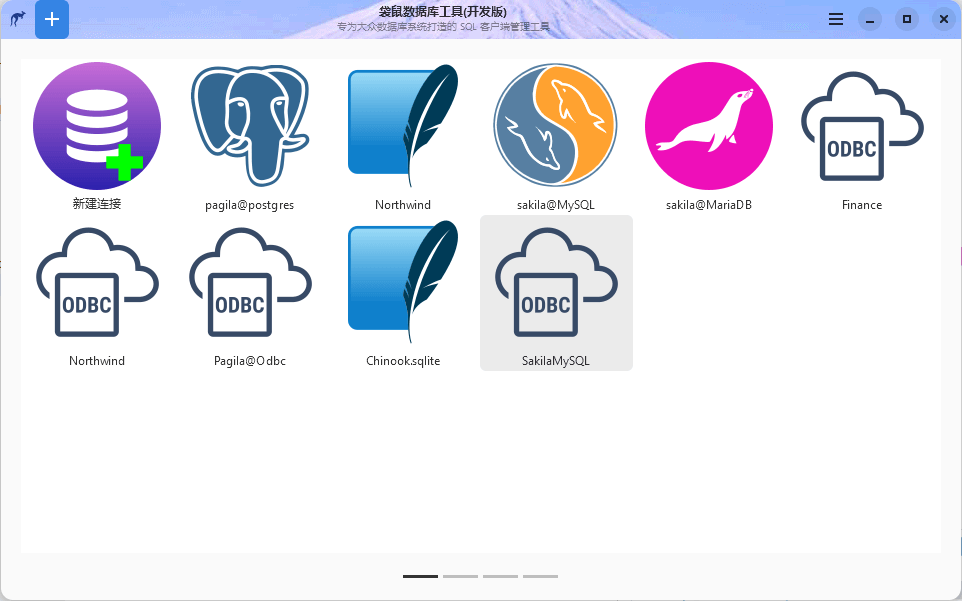 袋鼠数据库工具(开发版)
专为大众数据库系统打造的 SQL 客户端管理工具
新建连接
pagila@postgres
Northwind
sakila@MySQL
sakila@MariaDB
ODBC
Finance
ODBC
Northwind
ODBC
Pagila@Odbc
Chinook.sqlite
ODBC
SakilaMySQL